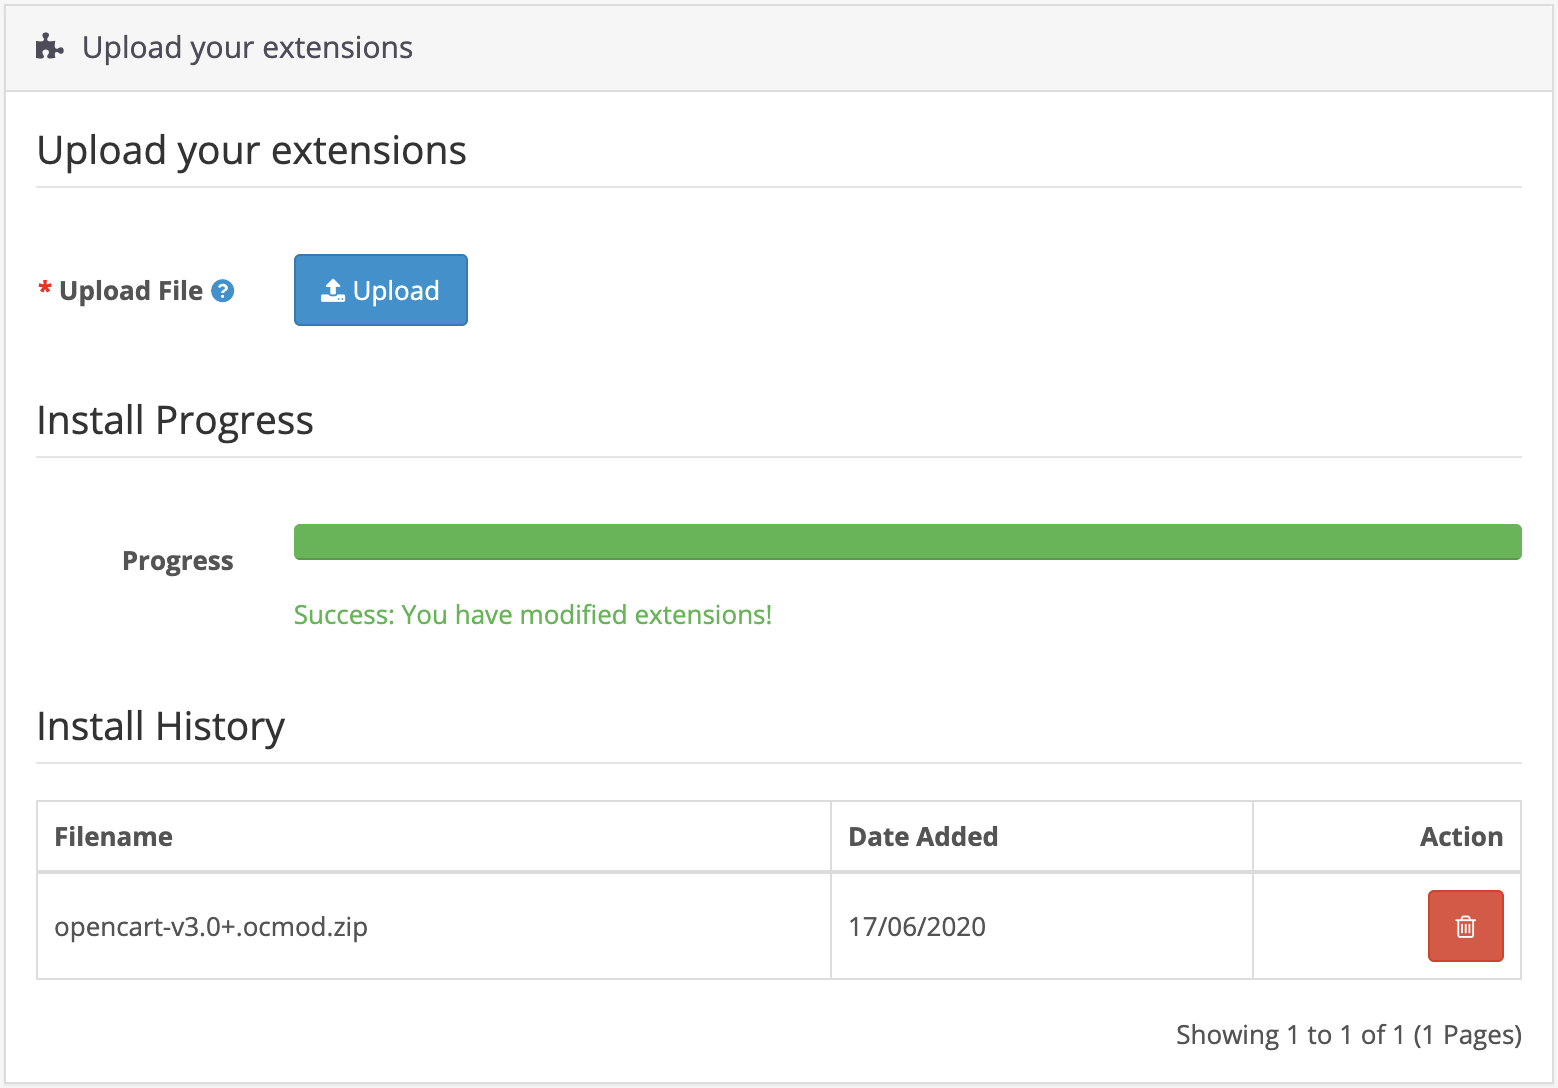 Upload your extensions
Upload your extensions
* Upload File ?
Upload
Install Progress
Progress
Success: You have modified extensions!
Install History
Filename Date Added Action
opencart-v3.0+.ocmod.zip 17/06/2020
Showing 1 to 1 of 1 (1 Pages)